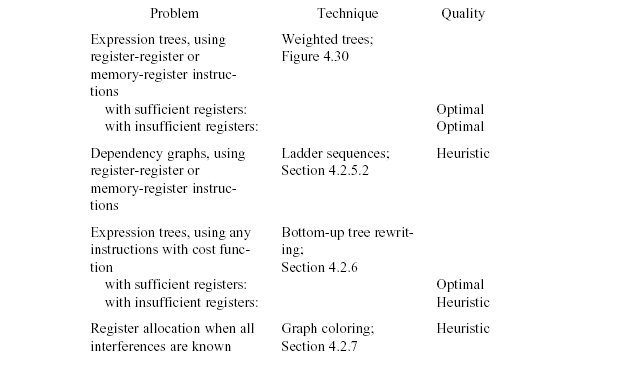 Problem Technique Quality
Expression trees, using Weighted trees;
register-register or Figure 4.30
memory-register instruc-
tions
with sufficient registers: Optimal
with insufficient registers: Optimal
Dependency graphs, using Ladder sequences; Heuristic
register-register or Section 4.2.5.2
memory-register instruc-
tions
Expression trees, using any Bottom-up tree rewrit-
instructions with cost func- ing;
tion Section 4.2.6
with sufficient registers: Optimal
with insufficient registers: Heuristic
Register allocation when all Graph coloring; Heuristic
interferences are known Section 4.2.7